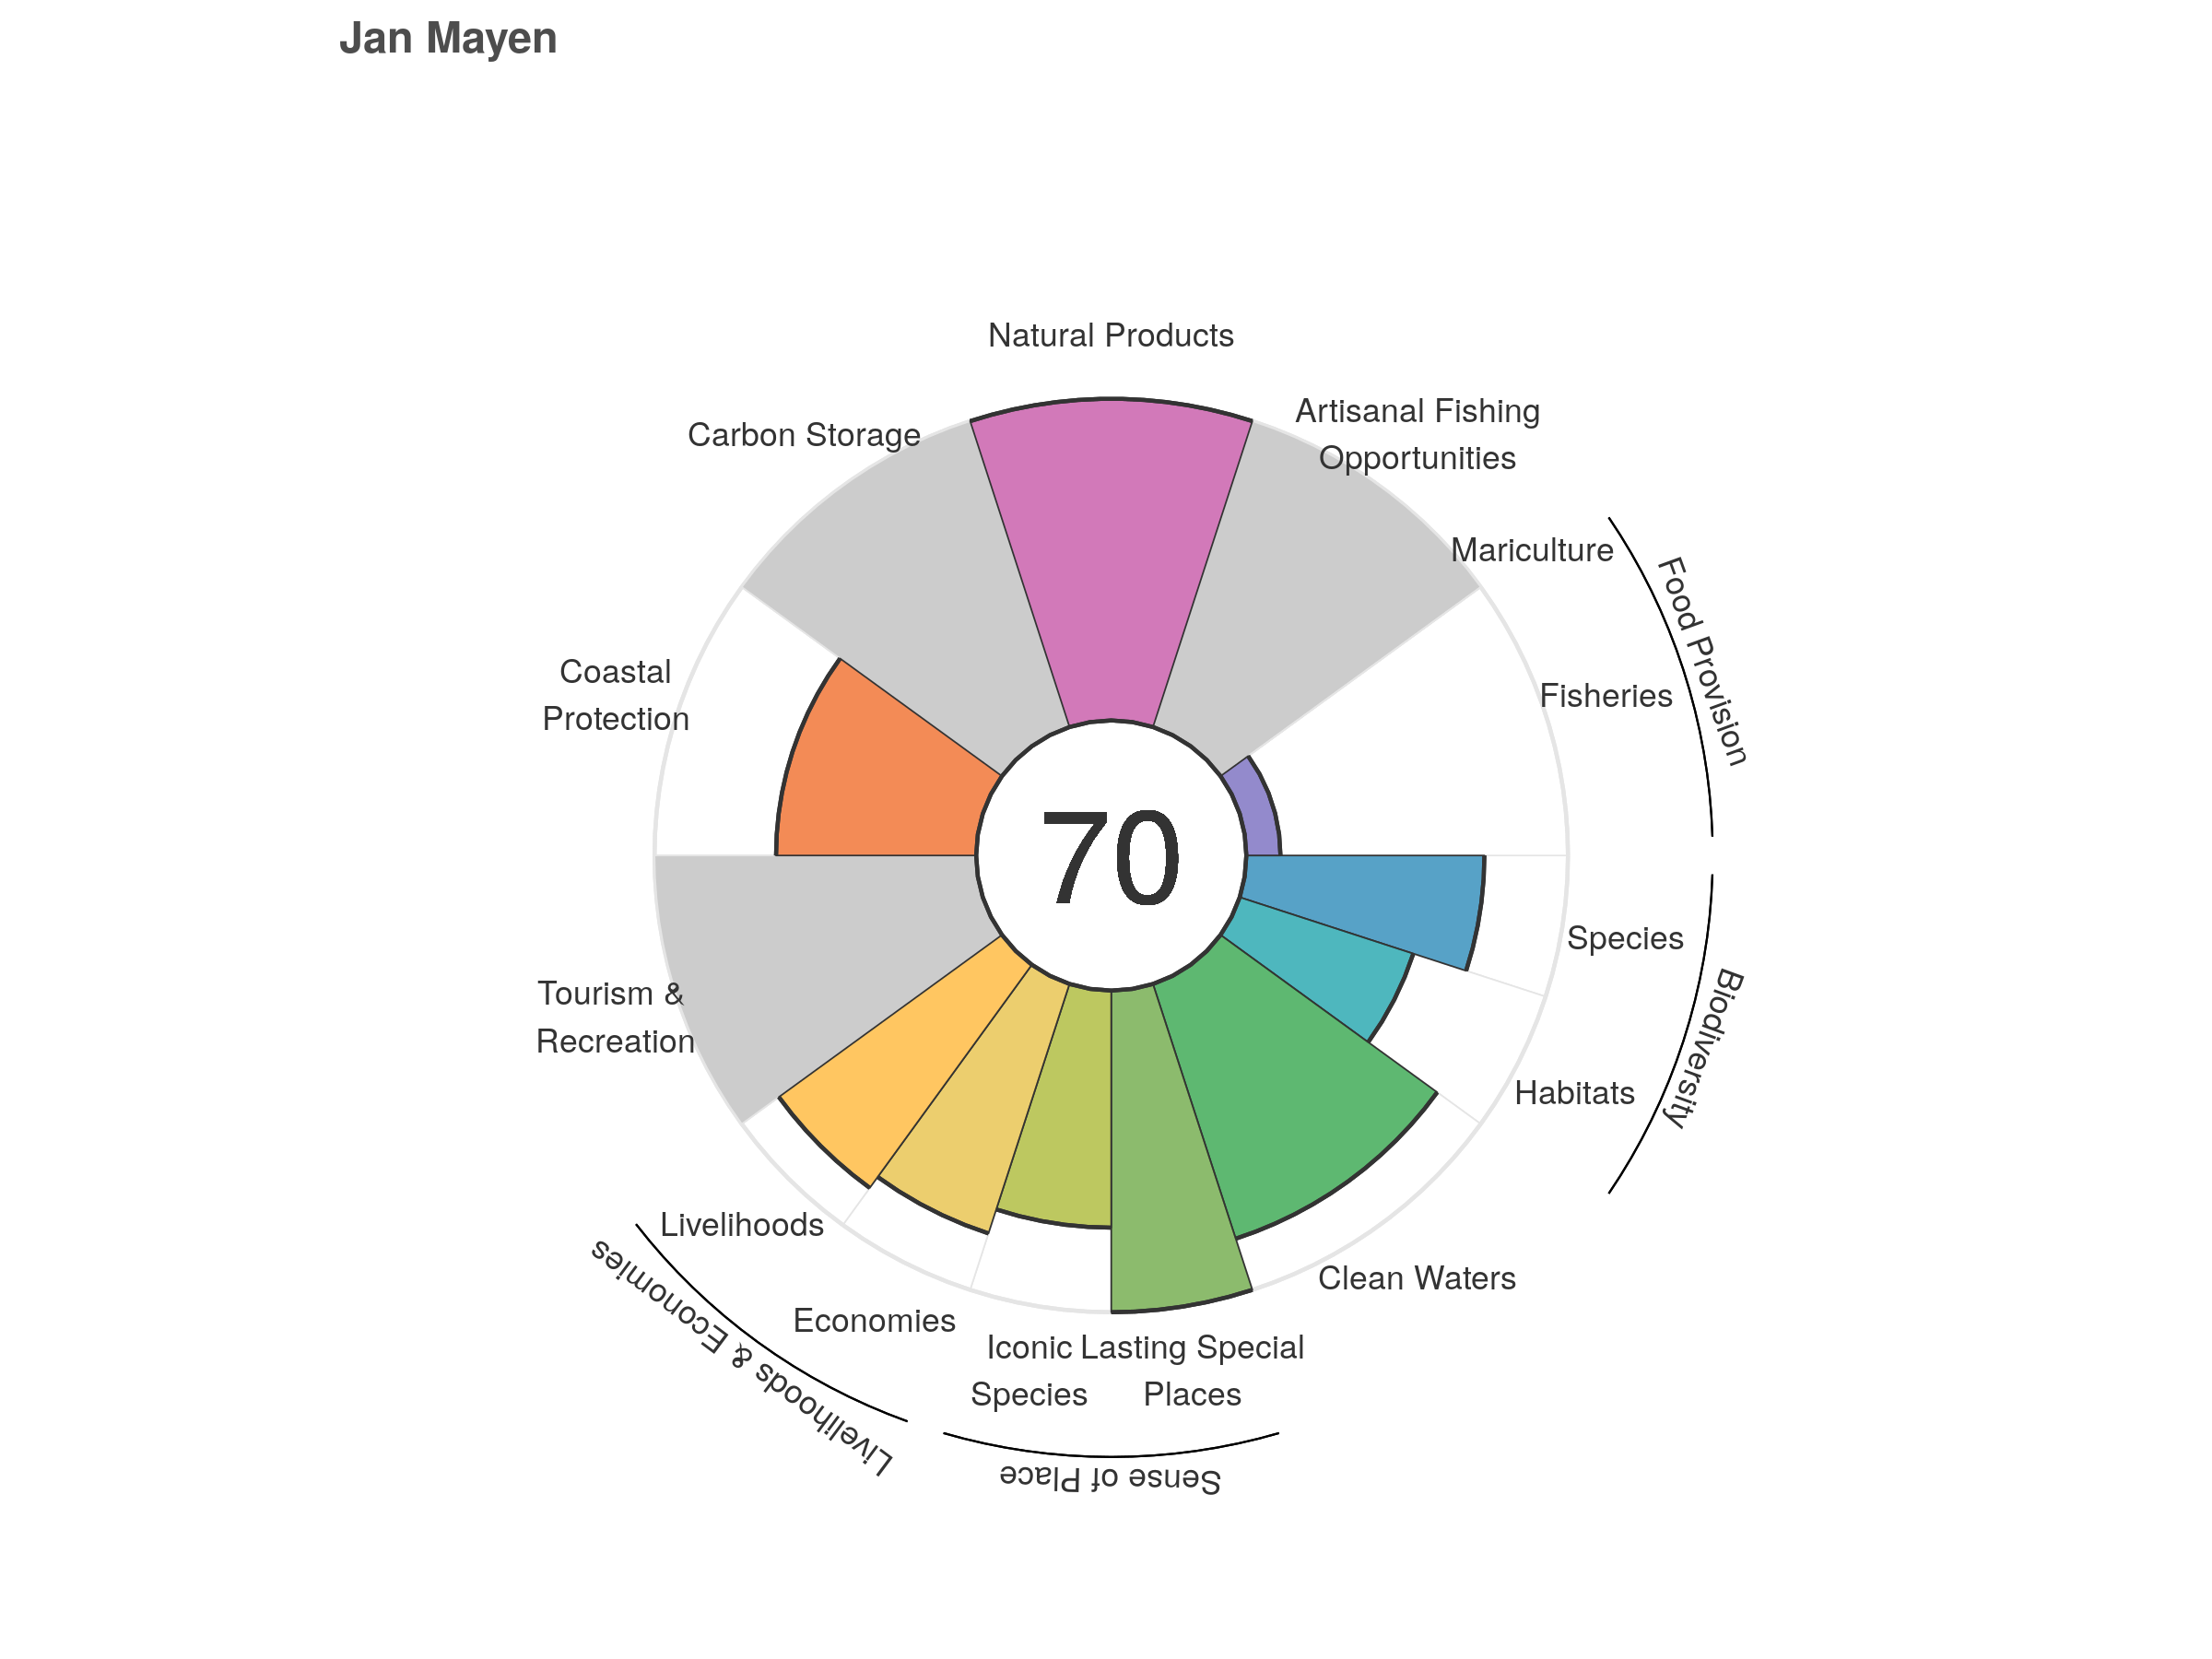 Jan Mayen
Natural Products
Artisanal Fishing
Opportunities
Carbon Storage
Mariculture
Food Provision
Fisheries
Coastal
Protection
70
Species
Biodiversity
Tourism &
Recreation
Habitats
Livelihoods
Livelihoods & Economies
Clean Waters
Economies
Iconic
Species
Lasting Special
Places
Sense of Place